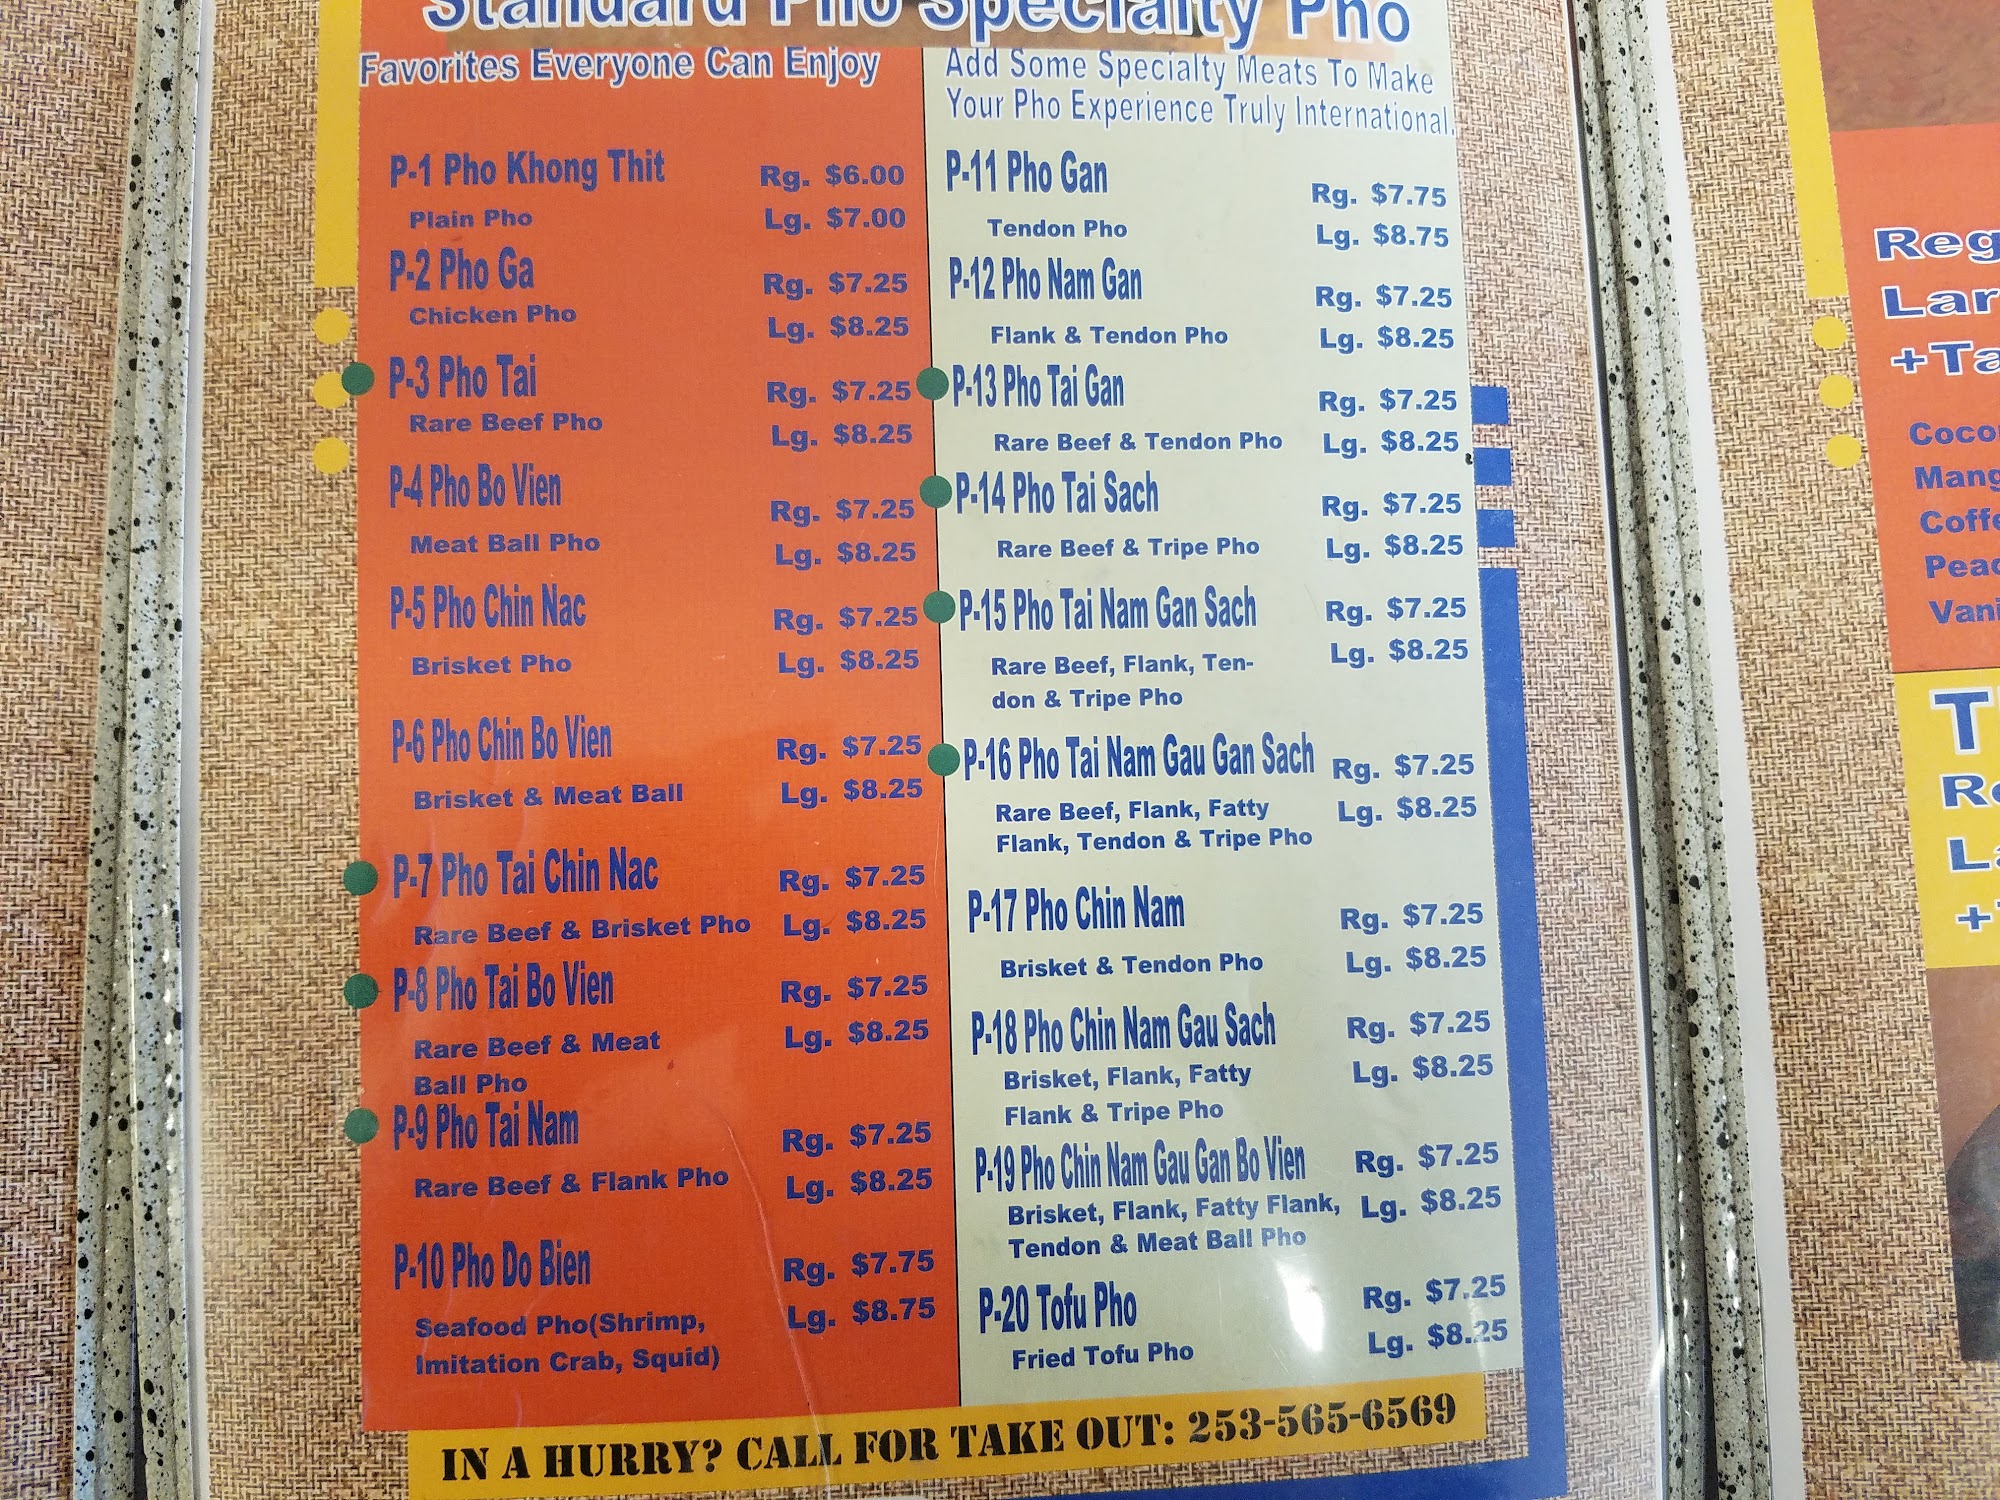 Standard Pho Specialty Pho
Favorites Everyone Can Enjoy
P-1 Pho Khong Thit Rg. $6.00
Plain Pho Lg. $7.00
P-2 Pho Ga Rg. $7.25
Chicken Pho Lg. $8.25
P-3 Pho Tai Rg. $7.25
Rare Beef Pho Lg. $8.25
P-4 Pho Bo Vien Rg. $7.25
Meat Ball Pho Lg. $8.25
P-5 Pho Chin Nac Rg. $7.25
Brisket Pho Lg. $8.25
P-6 Pho Chin Bo Vien Rg. $7.25
Brisket & Meat Ball Lg. $8.25
P-7 Pho Tai Chin Nac Rg. $7.25
Rare Beef & Brisket Pho Lg. $8.25
P-8 Pho Tai Bo Vien Rg. $7.25
Rare Beef & Meat Lg. $8.25
Ball Pho
P-9 Pho Tai Nam Rg. $7.25
Rare Beef & Flank Pho Lg. $8.25
P-10 Pho Do Bien Rg. $7.75
Seafood Pho(Shrimp, Lg. $8.75
Imitation Crab, Squid)
Add Some Specialty Meats To Make
Your Pho Experience Truly International.
P-11 Pho Gan Rg. $7.75
Tendon Pho Lg. $8.75
P-12 Pho Nam Gan Rg. $7.25
Flank & Tendon Pho Lg. $8.25
P-13 Pho Tai Gan Rg. $7.25
Rare Beef & Tendon Pho Lg. $8.25
P-14 Pho Tai Sach Rg. $7.25
Rare Beef & Tripe Pho Lg. $8.25
P-15 Pho Tai Nam Gan Sach Rg. $7.25
Rare Beef, Flank, Ten- Lg. $8.25
don & Tripe Pho
P-16 Pho Tai Nam Gau Gan Sach Rg. $7.25
Rare Beef, Flank, Fatty Lg. $8.25
Flank, Tendon & Tripe Pho
P-17 Pho Chin Nam Rg. $7.25
Brisket & Tendon Pho Lg. $8.25
P-18 Pho Chin Nam Gau Sach Rg. $7.25
Brisket, Flank, Fatty Lg. $8.25
Flank & Tripe Pho
P-19 Pho Chin Nam Gau Gan Bo Vien Rg. $7.25
Brisket, Flank, Fatty Flank, Lg. $8.25
Tendon & Meat Ball Pho
P-20 Tofu Pho Rg. $7.25
Fried Tofu Pho Lg. $8.25
IN A HURRY? CALL FOR TAKE OUT: 253-565-6569
Reg
Lar
+Ta
Coco
Mang
Coffe
Peac
Vani